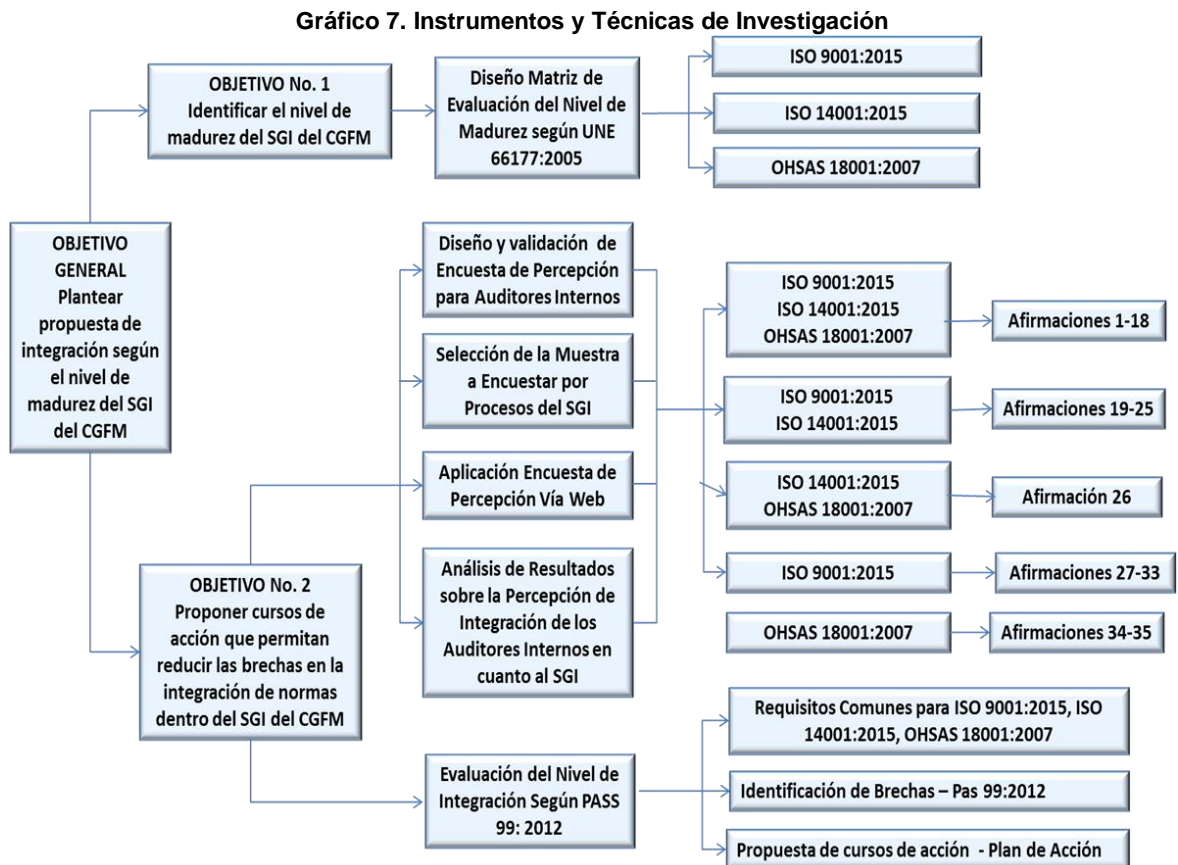 Gráfico 7. Instrumentos y Técnicas de Investigación
OBJETIVO
GENERAL
Plantear
propuesta de
integración según
el nivel de
madurez del SGI
del CGFM
OBJETIVO No. 1
Identificar el nivel de
madurez del SGI del CGFM
Diseño Matriz de
Evaluación del Nivel de
Madurez según UNE
66177:2005
ISO 9001:2015
ISO 14001:2015
OHSAS 18001:2007
OBJETIVO No. 2
Proponer cursos de
acción que permitan
reducir las brechas en la
integración de normas
dentro del SGI del CGFM
Diseño y validación de
Encuesta de Percepción
para Auditores Internos
Selección de la Muestra
a Encuestar por
Procesos del SGI
Aplicación Encuesta de
Percepción Vía Web
Análisis de Resultados
sobre la Percepción de
Integración de los
Auditores Internos en
cuanto al SGI
ISO 9001:2015
ISO 14001:2015
OHSAS 18001:2007
Afirmaciones 1-18
ISO 9001:2015
ISO 14001:2015
Afirmaciones 19-25
ISO 14001:2015
OHSAS 18001:2007
Afirmación 26
ISO 9001:2015
Afirmaciones 27-33
OHSAS 18001:2007
Afirmaciones 34-35
Evaluación del Nivel de
Integración Según PASS
99: 2012
Requisitos Comunes para ISO 9001:2015, ISO
14001:2015, OHSAS 18001:2007
Identificación de Brechas – Pas 99:2012
Propuesta de cursos de acción - Plan de Acción